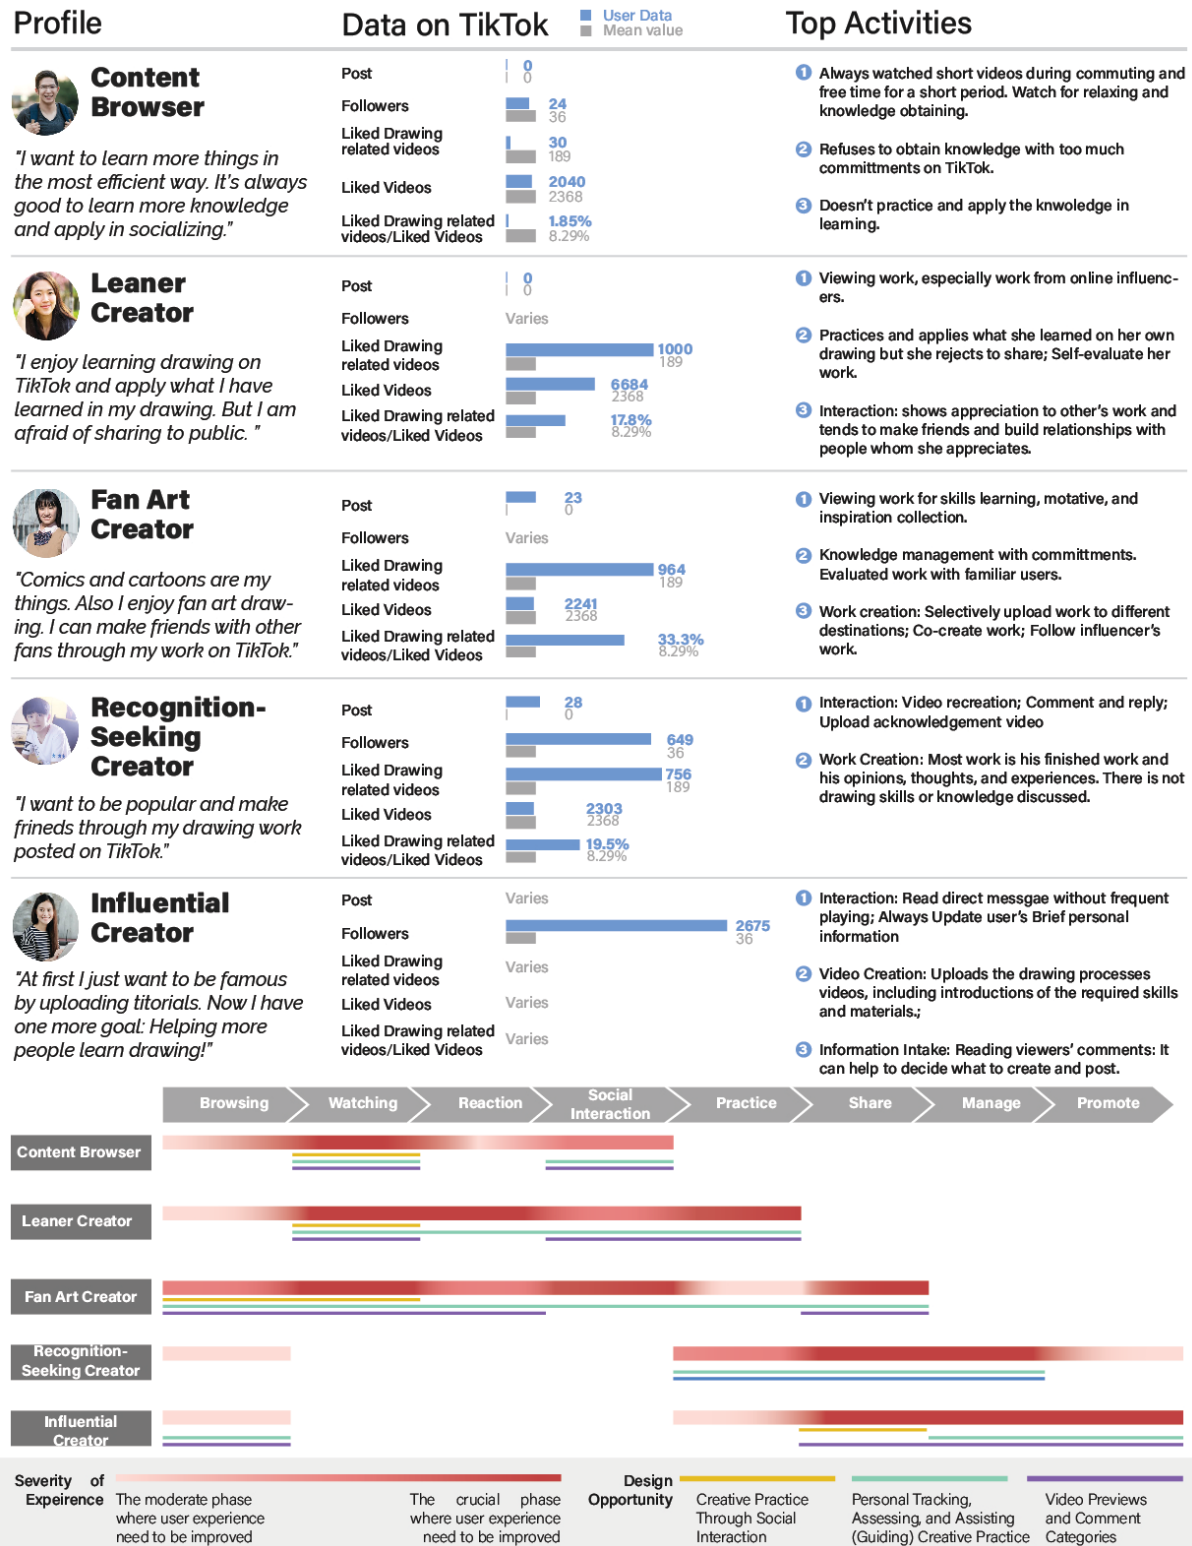 Profile
Data on TikTok
User Data
Mean value
Top Activities
Content
Browser
"I want to learn more things in
the most efficient way. It's always
good to learn more knowledge
and apply in socializing."
Post
0
0
Followers
24
36
Liked Drawing
related videos
30
189
Liked Videos
2040
2368
Liked Drawing related
videos/Liked Videos
1.85%
8.29%
1 Always watched short videos during commuting and
free time for a short period. Watch for relaxing and
knowledge obtaining.
2 Refuses to obtain knowledge with too much
committments on TikTok.
3 Doesn't practice and apply the knwoledge in
learning.
Leaner
Creator
"I enjoy learning drawing on
TikTok and apply what I have
learned in my drawing. But I am
afraid of sharing to public. "
Post
0
0
Followers
Varies
Liked Drawing
related videos
1000
189
Liked Videos
6684
2368
Liked Drawing related
videos/Liked Videos
17.8%
8.29%
1 Viewing work, especially work from online influenc-
ers.
2 Practices and applies what she learned on her own
drawing but she rejects to share; Self-evaluate her
work.
3 Interaction: shows appreciation to other's work and
tends to make friends and build relationships with
people whom she appreciates.
Fan Art
Creator
"Comics and cartoons are my
things. Also I enjoy fan art draw-
ing. I can make friends with other
fans through my work on TikTok."
Post
23
0
Followers
Varies
Liked Drawing
related videos
964
189
Liked Videos
2241
2368
Liked Drawing related
videos/Liked Videos
33.3%
8.29%
1 Viewing work for skills learning, motative, and
inspiration collection.
2 Knowledge management with committments.
Evaluated work with familiar users.
3 Work creation: Selectively upload work to different
destinations; Co-create work; Follow influencer's
work.
Recognition-
Seeking
Creator
"I want to be popular and make
frineds through my drawing work
posted on TikTok."
Post
28
0
Followers
649
36
Liked Drawing
related videos
756
189
Liked Videos
2303
2368
Liked Drawing related
videos/Liked Videos
19.5%
8.29%
1 Interaction: Video recreation; Comment and reply;
Upload acknowledgement video
2 Work Creation: Most work is his finished work and
his opinions, thoughts, and experiences. There is not
drawing skills or knowledge discussed.
Influential
Creator
"At first I just want to be famous
by uploading titorials. Now I have
one more goal: Helping more
people learn drawing!"
Post
Varies
Followers
2675
36
Liked Drawing
related videos
Varies
Liked Videos
Varies
Liked Drawing related
videos/Liked Videos
Varies
1 Interaction: Read direct messgae without frequent
playing; Always Update user's Brief personal
information
2 Video Creation: Uploads the drawing processes
videos, including introductions of the required skills
and materials.;
3 Information Intake: Reading viewers' comments: It
can help to decide what to create and post.
Browsing
Watching
Reaction
Social
Interaction
Practice
Share
Manage
Promote
Content Browser
Leaner Creator
Fan Art Creator
Recognition-
Seeking Creator
Influential
Creator
Severity of
Expeirence
The moderate phase
where user experience
need to be improved
The crucial phase
where user experience
need to be improved
Design
Opportunity
Creative Practice
Through Social
Interaction
Personal Tracking,
Assessing, and Assisting
(Guiding) Creative Practice
Video Previews
and Comment
Categories